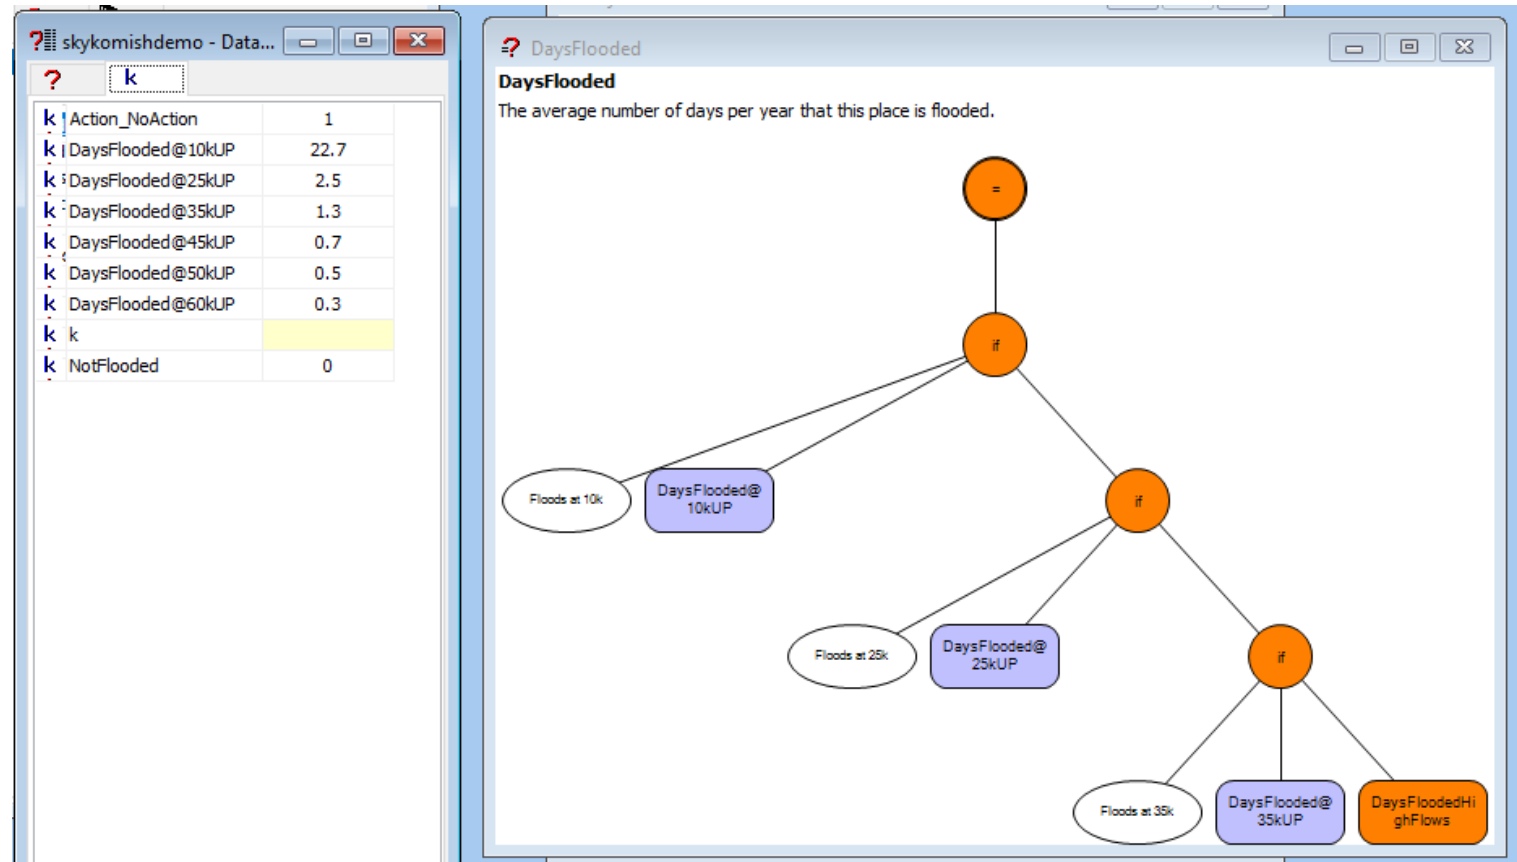 skykomishdemo - Data...
? k
k Action_NoAction 1
k DaysFlooded@10kUP 22.7
k DaysFlooded@25kUP 2.5
k DaysFlooded@35kUP 1.3
k DaysFlooded@45kUP 0.7
k DaysFlooded@50kUP 0.5
k DaysFlooded@60kUP 0.3
k k
k NotFlooded 0
DaysFlooded
DaysFlooded
The average number of days per year that this place is flooded.
=
if
Floods at 10k
DaysFlooded@
10kUP
if
Floods at 25k
DaysFlooded@
25kUP
if
Floods at 35k
DaysFlooded@
35kUP
DaysFloodedHi
ghFlows